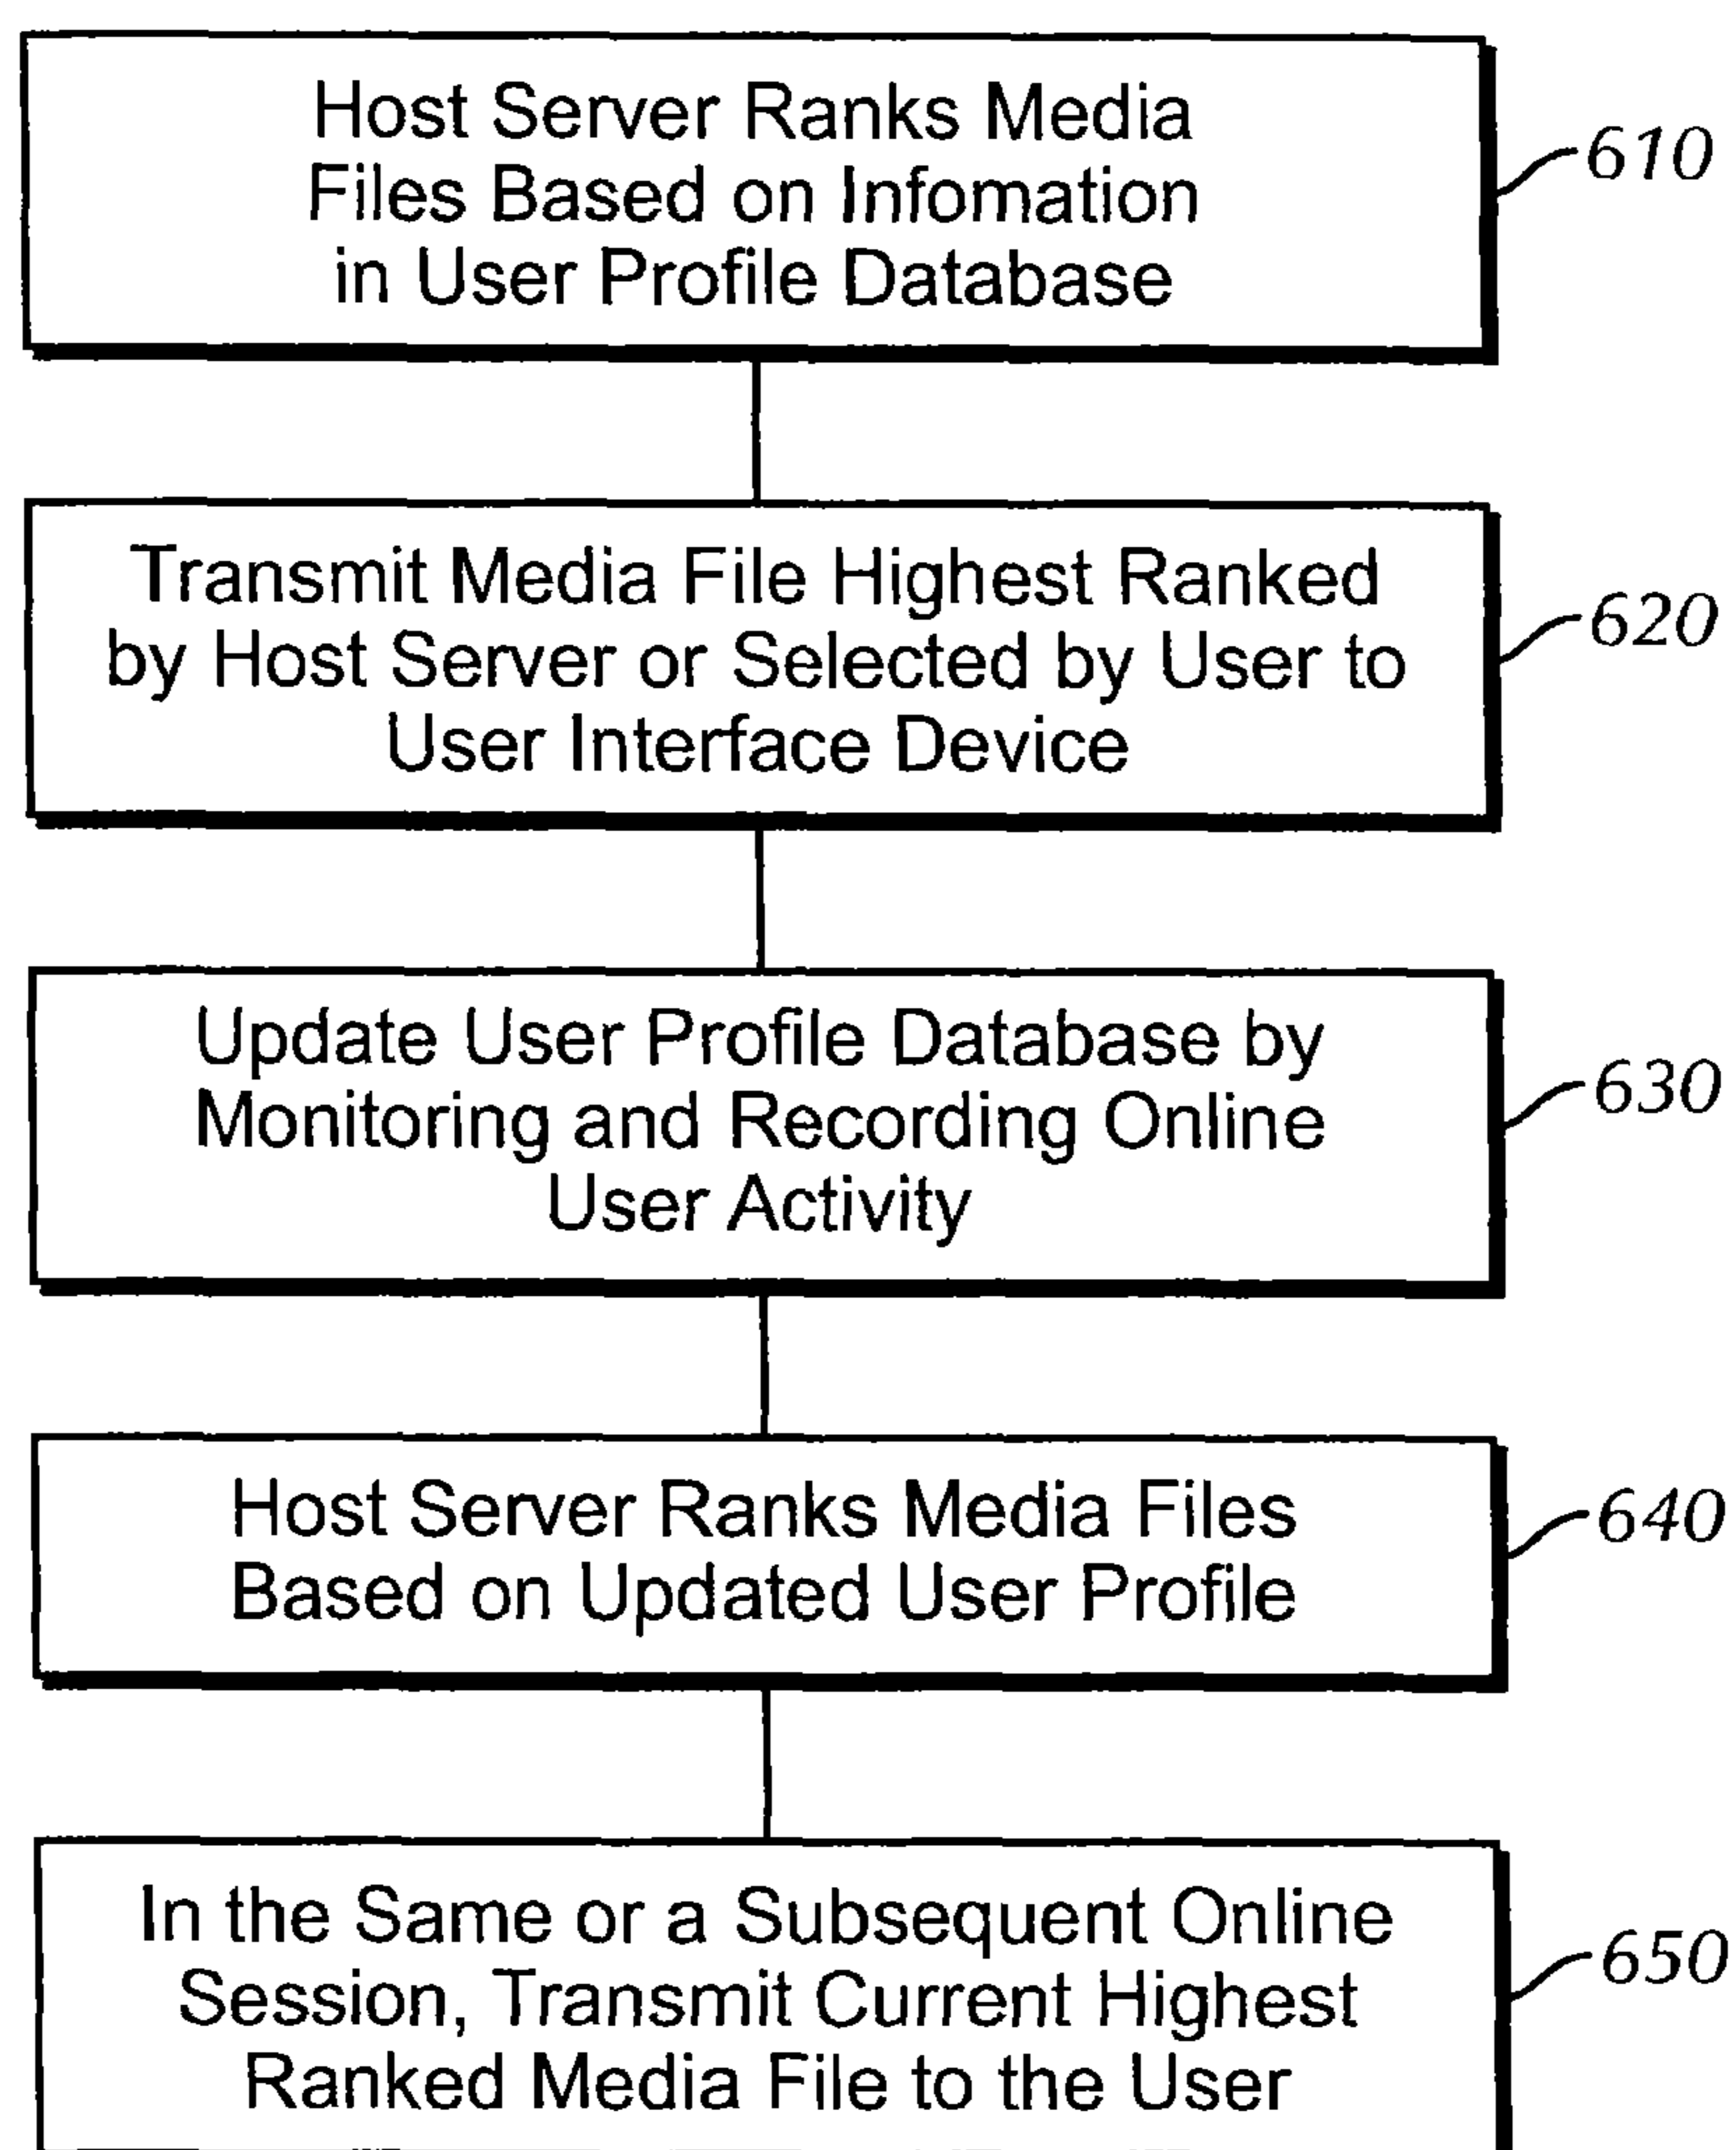 Host Server Ranks Media
Files Based on Infomation
in User Profile Database
610
Transmit Media File Highest Ranked
by Host Server or Selected by User to
User Interface Device
620
Update User Profile Database by
Monitoring and Recording Online
User Activity
630
Host Server Ranks Media Files
Based on Updated User Profile
640
In the Same or a Subsequent Online
Session, Transmit Current Highest
Ranked Media File to the User
650